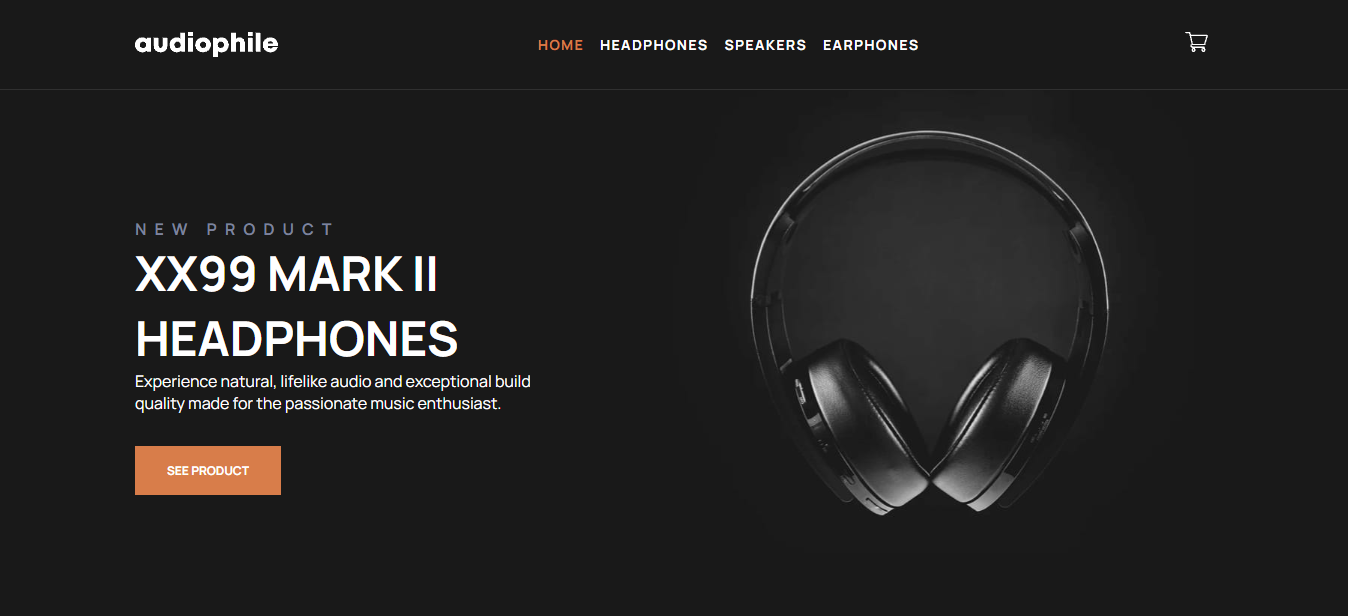 audiophile
HOME HEADPHONES SPEAKERS EARPHONES
NEW PRODUCT
XX99 MARK II
HEADPHONES
Experience natural, lifelike audio and exceptional build
quality made for the passionate music enthusiast.
SEE PRODUCT